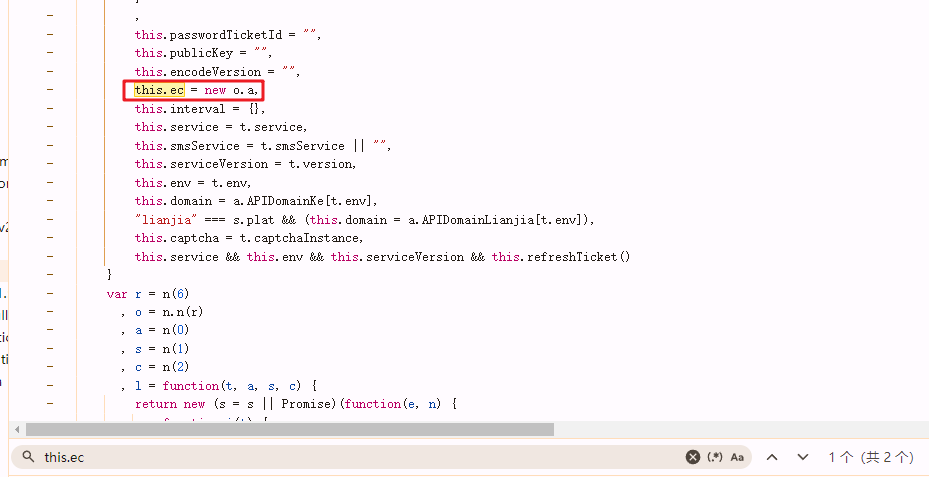 ,
this.passwordTicketId = "",
this.publicKey = "",
this.encodeVersion = "",
this.ec = new o.a,
this.interval = {},
this.service = t.service,
this.smsService = t.smsService || "",
this.serviceVersion = t.version,
this.env = t.env,
this.domain = a.APIDomainKe[t.env],
"lianjia" === s.plat && (this.domain = a.APIDomainLianjia[t.env]),
this.captcha = t.captchaInstance,
this.service && this.env && this.serviceVersion && this.refreshTicket()
}
var r = n(6)
, o = n.n(r)
, a = n(0)
, s = n(1)
, c = n(2)
, l = function(t, a, s, c) {
return new (s = s || Promise)(function(e, n) {
this.ec
(.*)
Aa
1 个 (共 2 个)